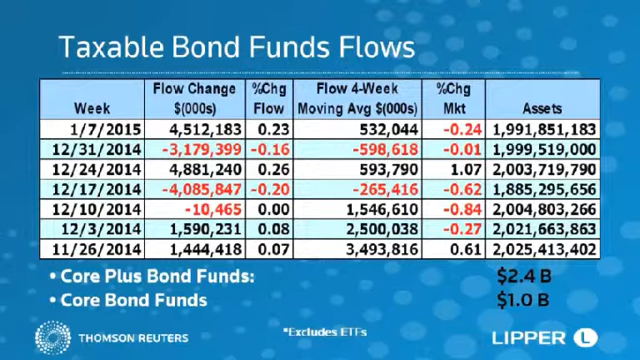 Taxable Bond Funds Flows
Week Flow Change $(000s) %Chg Flow Flow 4-Week Moving Avg $(000s) %Chg Mkt Assets
1/7/2015 4,512,183 0.23 532,044 -0.24 1,991,851,183
12/31/2014 -3,179,399 -0.16 -598,618 -0.01 1,999,519,000
12/24/2014 4,881,240 0.26 593,790 1.07 2,003,719,790
12/17/2014 -4,085,847 -0.20 -265,416 -0.62 1,885,295,656
12/10/2014 -10,465 0.00 1,546,610 -0.84 2,004,803,266
12/3/2014 1,590,231 0.08 2,500,038 -0.27 2,021,663,863
11/26/2014 1,444,418 0.07 3,493,816 0.61 2,025,413,402
• Core Plus Bond Funds: $2.4 B
• Core Bond Funds $1.0 B
*Excludes ETFs
THOMSON REUTERS
LIPPER L